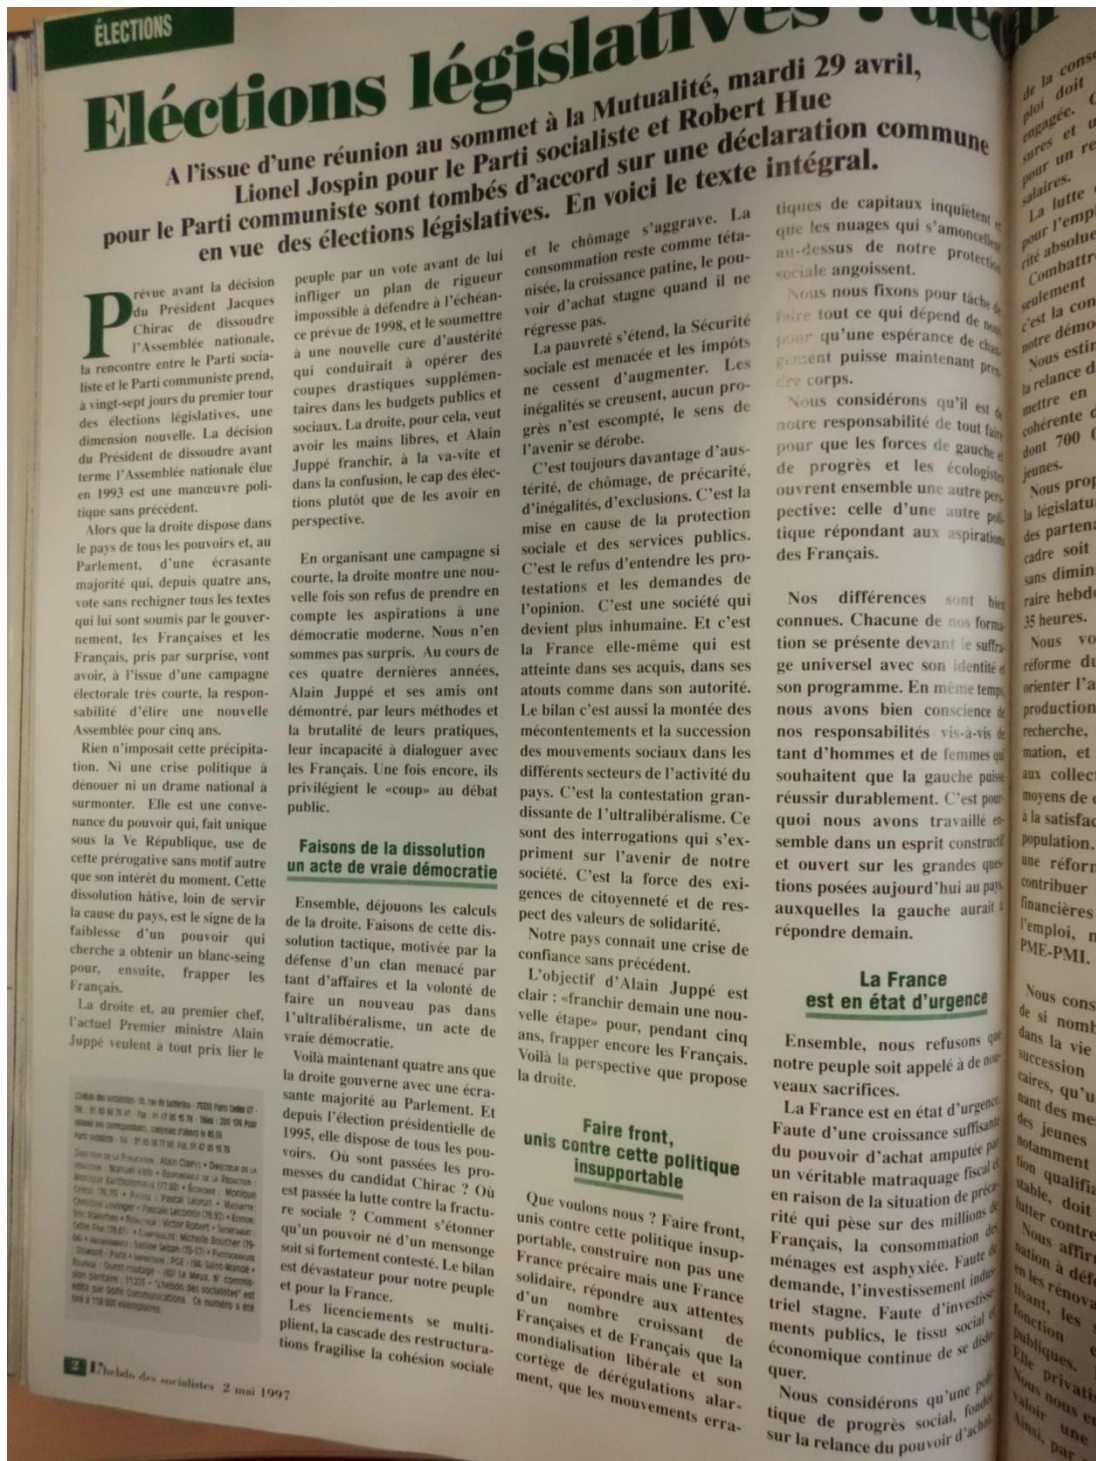 ÉLECTIONS
Eléctions législatives :
A l'issue d'une réunion au sommet à la Mutualité, mardi 29 avril,
Lionel Jospin pour le Parti socialiste et Robert Hue
pour le Parti communiste sont tombés d'accord sur une déclaration commune
en vue des élections législatives. En voici le texte intégral.
Prévue avant la décision
du Président Jacques
Chirac de dissoudre
l'Assemblée nationale,
la rencontre entre le Parti socia-
liste et le Parti communiste prend,
à vingt-sept jours du premier tour
des élections législatives, une
dimension nouvelle. La décision
du Président de dissoudre avant
terme l'Assemblée nationale élue
en 1993 est une manœuvre poli-
tique sans précédent.
Alors que la droite dispose dans
le pays de tous les pouvoirs et, au
Parlement, d'une écrasante
majorité qui, depuis quatre ans,
vote sans rechigner tous les textes
qui lui sont soumis par le gouver-
nement, les Françaises et les
Français, pris par surprise, vont
avoir, à l'issue d'une campagne
électorale très courte, la respon-
sabilité d'élire une nouvelle
Assemblée pour cinq ans.
Rien n'imposait cette précipita-
tion. Ni une crise politique à
dénouer ni un drame national à
surmonter. Elle est une conve-
nance du pouvoir qui, fait unique
sous la Ve République, use de
cette prérogative sans motif autre
que son intérêt du moment. Cette
dissolution hâtive, loin de servir
la cause du pays, est le signe de la
faiblesse d'un pouvoir qui
cherche a obtenir un blanc-seing
pour, ensuite, frapper les
Français.
La droite et, au premier chef,
l'actuel Premier ministre Alain
Juppé veulent à tout prix lier le
peuple par un vote avant de lui
infliger un plan de rigueur
impossible à défendre à l'échéan-
ce prévue de 1998, et le soumettre
à une nouvelle cure d'austérité
qui conduirait à opérer des
coupes drastiques supplémen-
taires dans les budgets publics et
sociaux. La droite, pour cela, veut
avoir les mains libres, et Alain
Juppé franchir, à la va-vite et
dans la confusion, le cap des élec-
tions plutôt que de les avoir en
perspective.
En organisant une campagne si
courte, la droite montre une nou-
velle fois son refus de prendre en
compte les aspirations à une
démocratie moderne. Nous n'en
sommes pas surpris. Au cours de
ces quatre dernières années,
Alain Juppé et ses amis ont
démontré, par leurs méthodes et
la brutalité de leurs pratiques,
leur incapacité à dialoguer avec
les Français. Une fois encore, ils
privilégient le «coup» au débat
public.
Faisons de la dissolution
un acte de vraie démocratie
Ensemble, déjouons les calculs
de la droite. Faisons de cette dis-
solution tactique, motivée par la
défense d'un clan menacé par
tant d'affaires et la volonté de
faire un nouveau pas dans
l'ultralibéralisme, un acte de
vraie démocratie.
Voilà maintenant quatre ans que
la droite gouverne avec une écra-
sante majorité au Parlement. Et
depuis l'élection présidentielle de
1995, elle dispose de tous les pou-
voirs. Où sont passées les pro-
messes du candidat Chirac ? Où
est passée la lutte contre la fractu-
re sociale ? Comment s'étonner
qu'un pouvoir né d'un mensonge
soit si fortement contesté. Le bilan
est dévastateur pour notre peuple
et pour la France.
Les licenciements se multi-
plient, la cascade des restructura-
tions fragilise la cohésion sociale
et le chômage s'aggrave. La
consommation reste comme téta-
nisée, la croissance patine, le pou-
voir d'achat stagne quand il ne
régresse pas.
La pauvreté s'étend, la Sécurité
sociale est menacée et les impôts
ne cessent d'augmenter. Les
inégalités se creusent, aucun pro-
grès n'est escompté, le sens de
l'avenir se dérobe.
C'est toujours davantage d'aus-
térité, de chômage, de précarité,
d'inégalités, d'exclusions. C'est la
mise en cause de la protection
sociale et des services publics.
C'est le refus d'entendre les pro-
testations et les demandes de
l'opinion. C'est une société qui
devient plus inhumaine. Et c'est
la France elle-même qui est
atteinte dans ses acquis, dans ses
atouts comme dans son autorité.
Le bilan c'est aussi la montée des
mécontentements et la succession
des mouvements sociaux dans les
différents secteurs de l'activité du
pays. C'est la contestation gran-
dissante de l'ultralibéralisme. Ce
sont des interrogations qui s'ex-
priment sur l'avenir de notre
société. C'est la force des exi-
gences de citoyenneté et de res-
pect des valeurs de solidarité.
Notre pays connait une crise de
confiance sans précédent.
L'objectif d'Alain Juppé est
clair : «franchir demain une nou-
velle étape» pour, pendant cinq
ans, frapper encore les Français.
Voilà la perspective que propose
la droite.
Faire front,
unis contre cette politique
insupportable
Que voulons nous ? Faire front,
unis contre cette politique insup-
portable, construire non pas une
France précaire mais une France
solidaire, répondre aux attentes
d'un nombre croissant de
Françaises et de Français que la
mondialisation libérale et son
cortège de dérégulations alar-
ment, que les mouvements erra-
tiques de capitaux inquiètent et
que les nuages qui s'amoncellent
au-dessus de notre protection
sociale angoissent.
Nous nous fixons pour tâche de
faire tout ce qui dépend de nous
pour qu'une espérance de chan-
gement puisse maintenant pren-
dre corps.
Nous considérons qu'il est de
notre responsabilité de tout faire
pour que les forces de gauche et
de progrès et les écologistes
ouvrent ensemble une autre pers-
pective: celle d'une autre poli-
tique répondant aux aspirations
des Français.
Nos différences sont bien
connues. Chacune de nos forma-
tion se présente devant le suffra-
ge universel avec son identité et
son programme. En même temps,
nous avons bien conscience de
nos responsabilités vis-à-vis de
tant d'hommes et de femmes qui
souhaitent que la gauche puisse
réussir durablement. C'est pour-
quoi nous avons travaillé en-
semble dans un esprit constructif
et ouvert sur les grandes ques-
tions posées aujourd'hui au pays
auxquelles la gauche aurait à
répondre demain.
La France
est en état d'urgence
Ensemble, nous refusons que
notre peuple soit appelé à de nou-
veaux sacrifices.
La France est en état d'urgence.
Faute d'une croissance suffisante
du pouvoir d'achat amputée par
un véritable matraquage fiscal et
en raison de la situation de préca-
rité qui pèse sur des millions de
Français, la consommation des
ménages est asphyxiée. Faute de
demande, l'investissement indus-
triel stagne. Faute d'investisse-
ments publics, le tissu social et
économique continue de se dislo-
quer.
Nous considérons qu'une poli-
tique de progrès social, fondée
sur la relance du pouvoir d'achat,
2 L'hebdo des socialistes 2 mai 1997